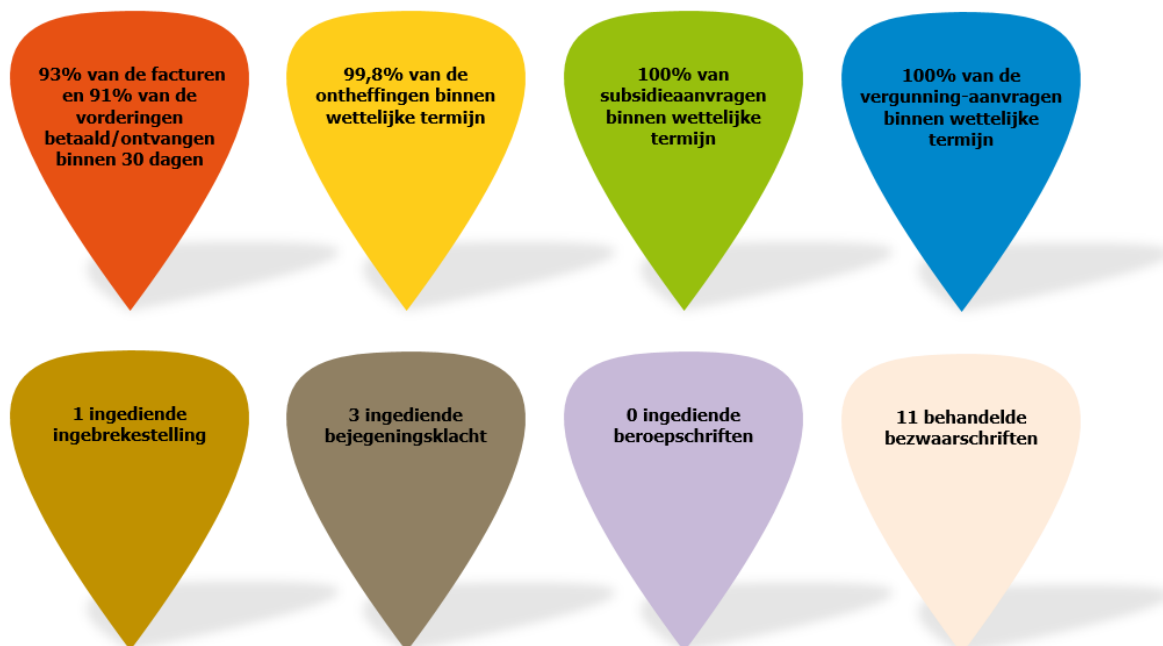 93% van de facturen
en 91% van de
vorderingen
betaald/ontvangen
binnen 30 dagen
99,8% van de
ontheffingen binnen
wettelijke termijn
100% van
subsidieaanvragen
binnen wettelijke
termijn
100% van de
vergunning-aanvragen
binnen wettelijke
termijn
1 ingediende
ingebrekestelling
3 ingediende
bejegeningsklacht
0 ingediende
beroepschriften
11 behandelde
bezwaarschriften